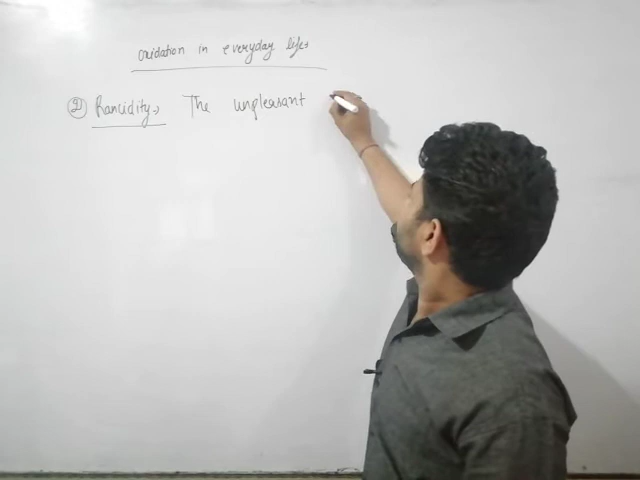 oxidation in everyday life→
② Rancidity→ The unpleasant